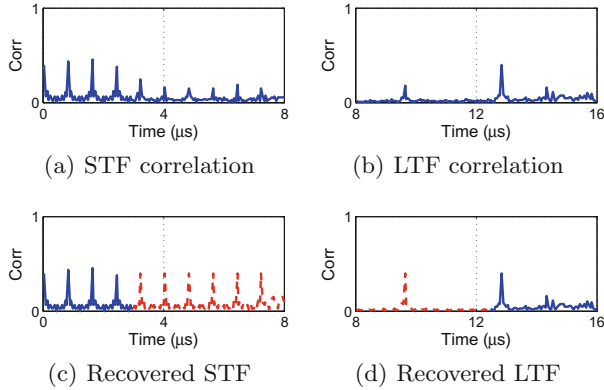 1
Corr
0
0 4 8
Time (μs)
(a) STF correlation
1
Corr
0
8 12 16
Time (μs)
(b) LTF correlation
1
Corr
0
0 4 8
Time (μs)
(c) Recovered STF
1
Corr
0
8 12 16
Time (μs)
(d) Recovered LTF